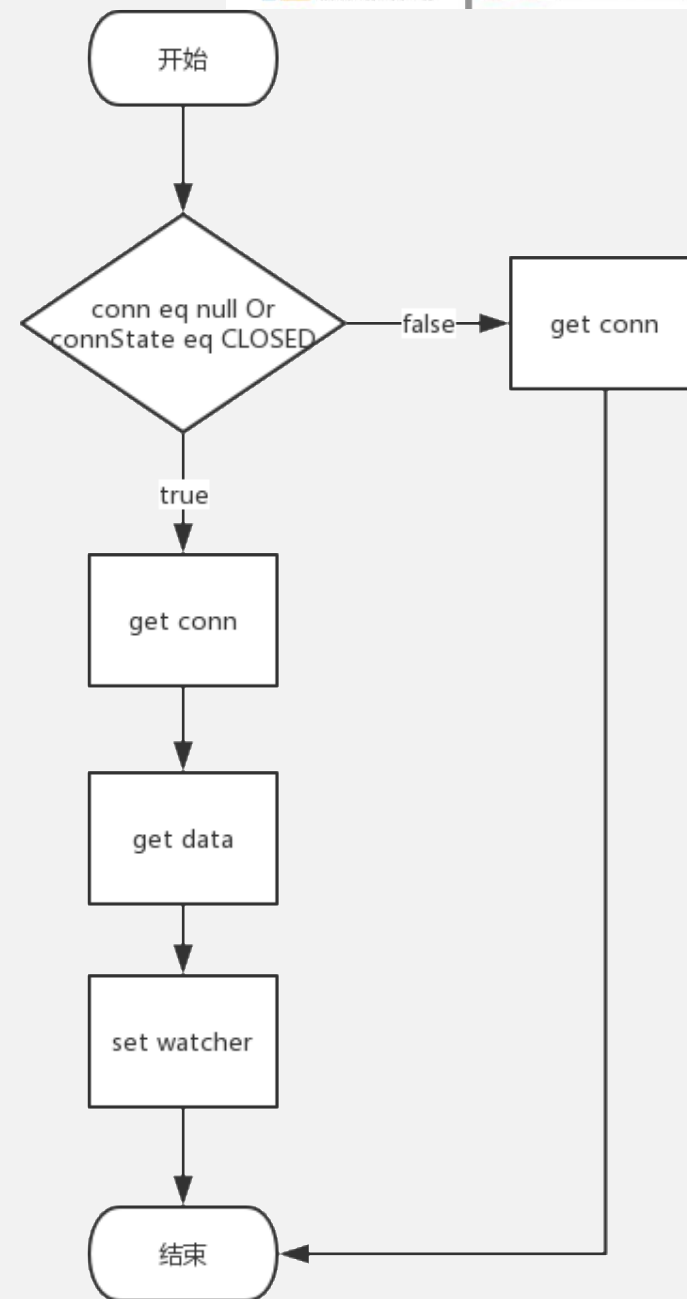 开始
conn eq null Or
connState eq CLOSED
false
get conn
true
get conn
get data
set watcher
结束